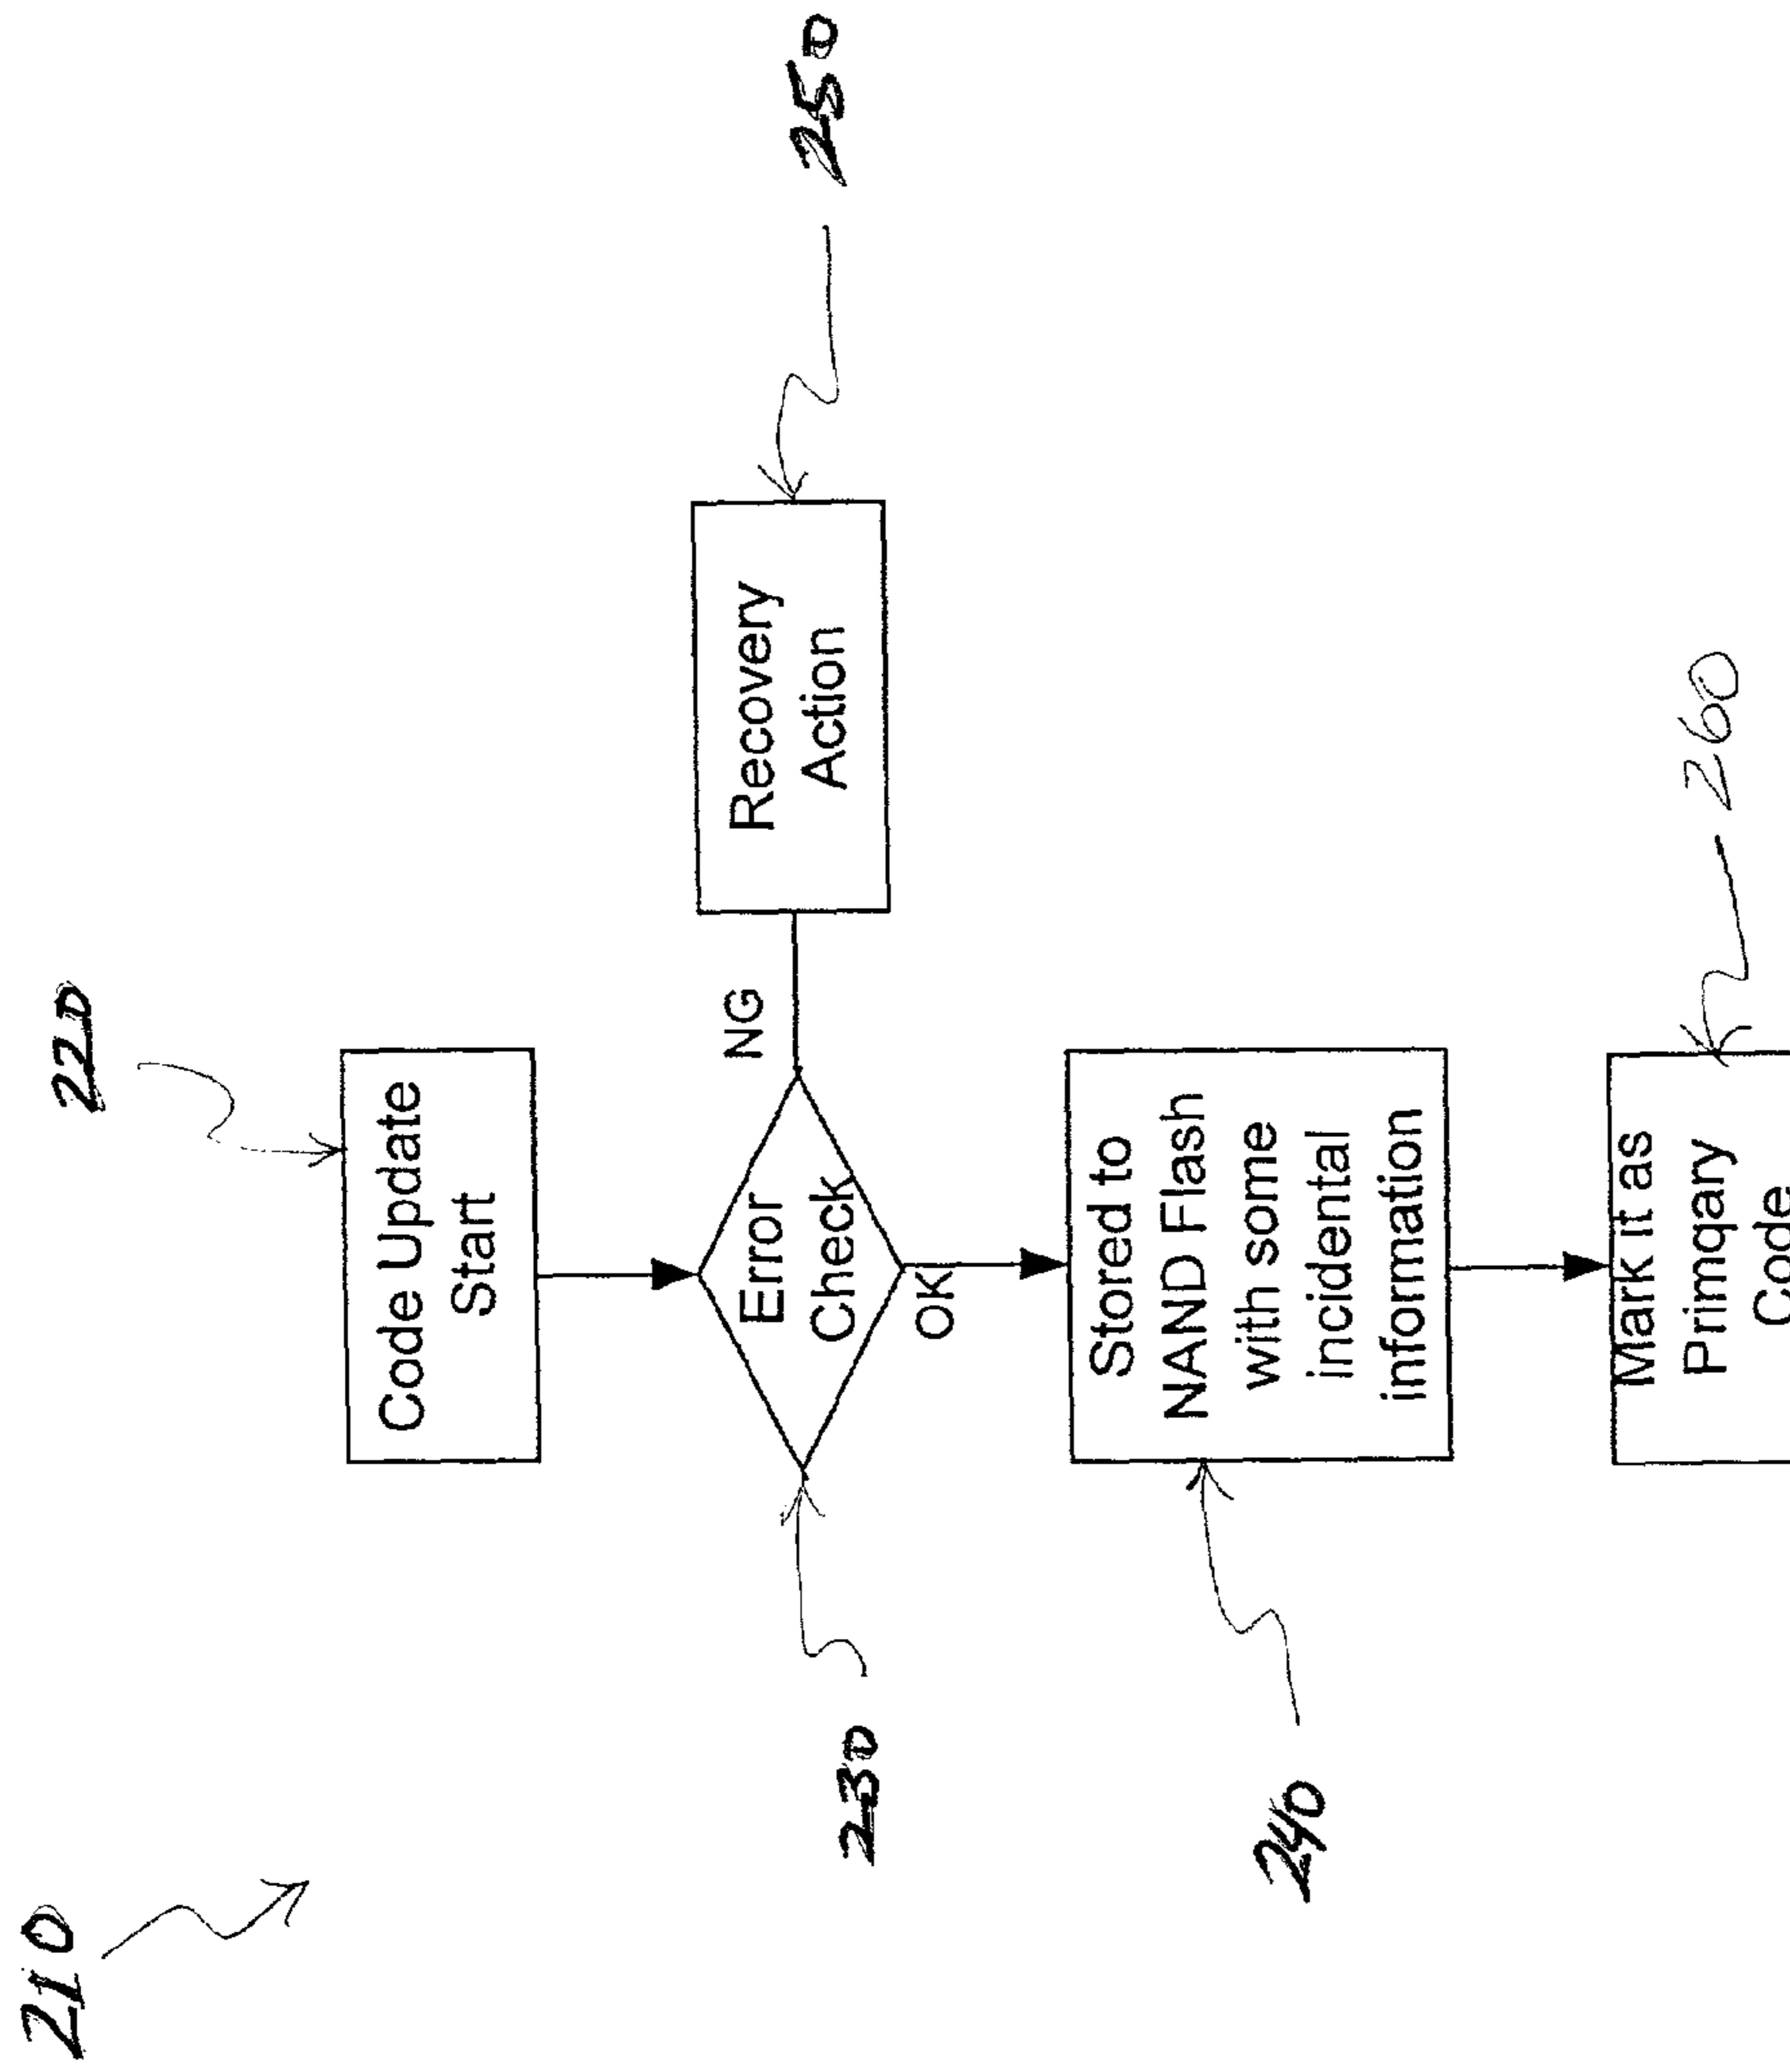 210
220
Code Update
Start
230
Error
Check
NG
250
Recovery
Action
OK
240
Stored to
NAND Flash
with some
incidental
information
260
Mark it as
Primqary
Code